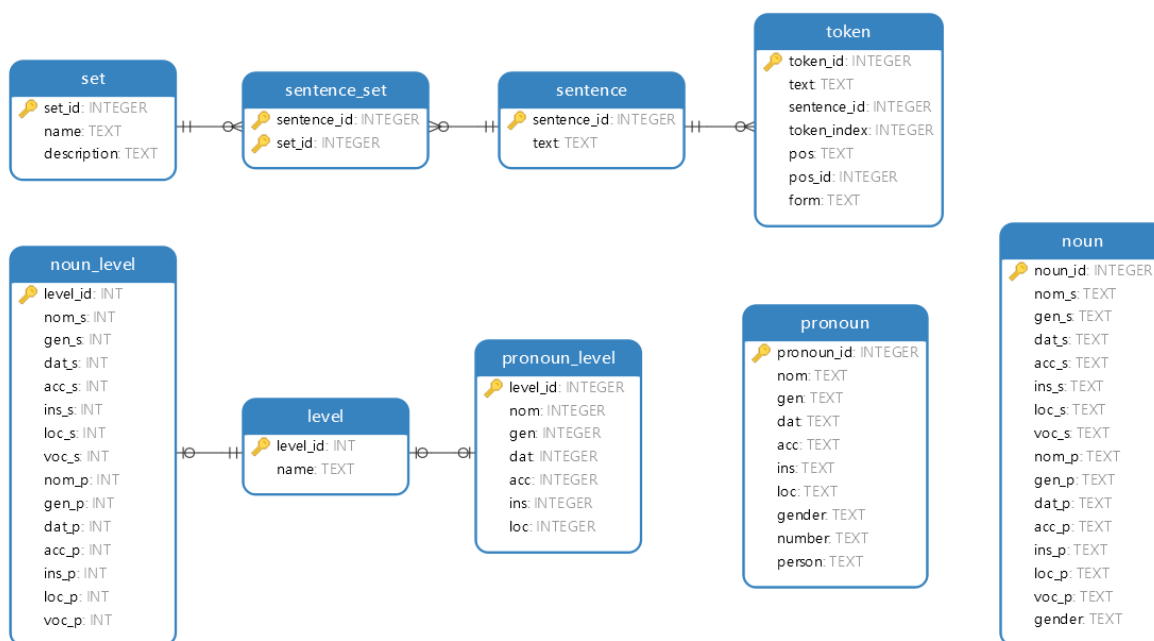 set
set_id: INTEGER
name: TEXT
description: TEXT
sentence_set
sentence_id: INTEGER
set_id: INTEGER
sentence
sentence_id: INTEGER
text: TEXT
token
token_id: INTEGER
text: TEXT
sentence_id: INTEGER
token_index: INTEGER
pos: TEXT
pos_id: INTEGER
form: TEXT
noun_level
level_id: INT
nom_s: INT
gen_s: INT
dat_s: INT
acc_s: INT
ins_s: INT
loc_s: INT
voc_s: INT
nom_p: INT
gen_p: INT
dat_p: INT
acc_p: INT
ins_p: INT
loc_p: INT
voc_p: INT
level
level_id: INT
name: TEXT
pronoun_level
level_id: INTEGER
nom: INTEGER
gen: INTEGER
dat: INTEGER
acc: INTEGER
ins: INTEGER
loc: INTEGER
pronoun
pronoun_id: INTEGER
nom: TEXT
gen: TEXT
dat: TEXT
acc: TEXT
ins: TEXT
loc: TEXT
gender: TEXT
number: TEXT
person: TEXT
noun
noun_id: INTEGER
nom_s: TEXT
gen_s: TEXT
dat_s: TEXT
acc_s: TEXT
ins_s: TEXT
loc_s: TEXT
voc_s: TEXT
nom_p: TEXT
gen_p: TEXT
dat_p: TEXT
acc_p: TEXT
ins_p: TEXT
loc_p: TEXT
voc_p: TEXT
gender: TEXT